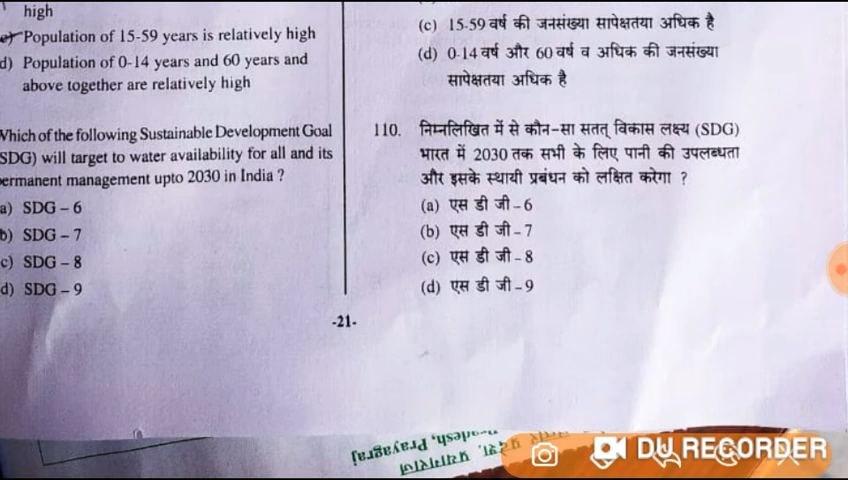 high
Population of 15-59 years is relatively high
d) Population of 0-14 years and 60 years and
above together are relatively high
Which of the following Sustainable Development Goal
SDG) will target to water availability for all and its
permanent management upto 2030 in India ?
a) SDG – 6
b) SDG – 7
c) SDG – 8
d) SDG – 9
(c) 15-59 वर्ष की जनसंख्या सापेक्षतया अधिक है
(d) 0-14 वर्ष और 60 वर्ष व अधिक की जनसंख्या
सापेक्षतया अधिक है
110. निम्नलिखित में से कौन-सा सतत् विकास लक्ष्य (SDG)
भारत में 2030 तक सभी के लिए पानी की उपलब्धता
और इसके स्थायी प्रबंधन को लक्षित करेगा ?
(a) एस डी जी – 6
(b) एस डी जी – 7
(c) एस डी जी – 8
(d) एस डी जी – 9
-21-
Prayagraj
प्रयागराज
DU RECORDER